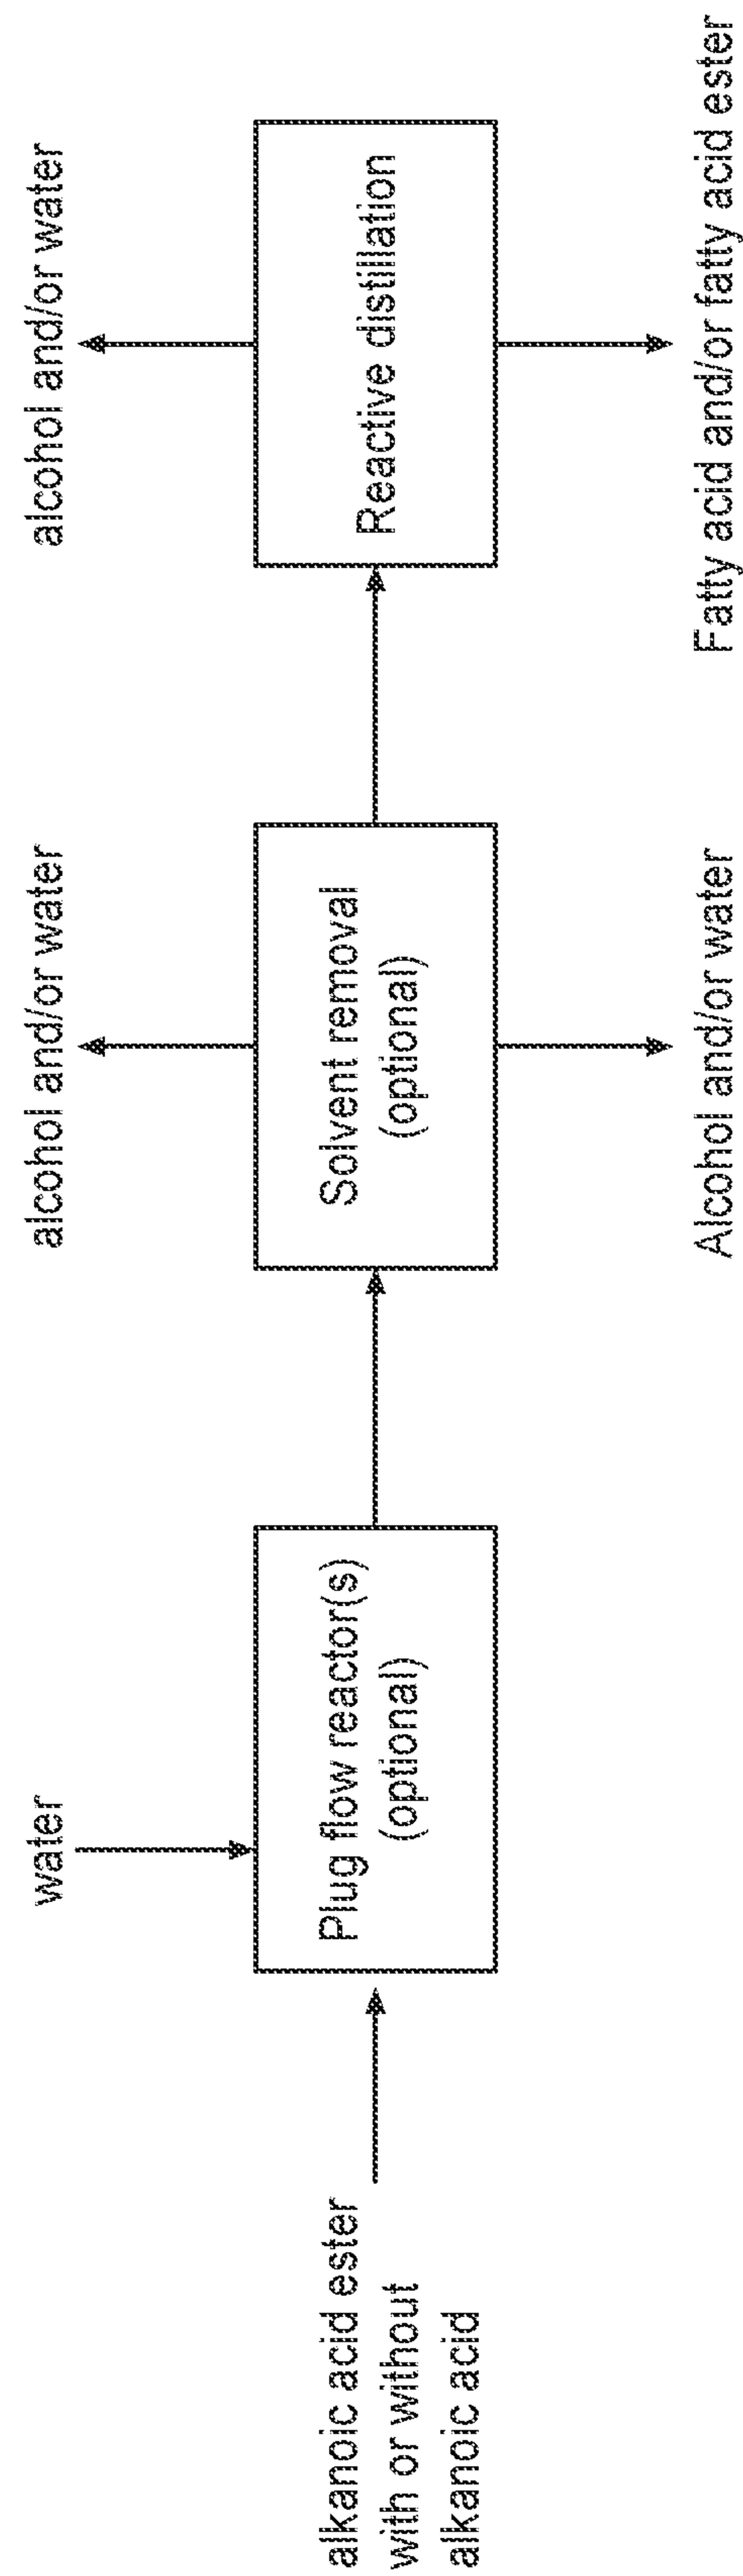 water
alcohol and/or water
alcohol and/or water
alkanoic acid ester
with or without
alkanoic acid
Plug flow reactor(s)
(optional)
Solvent removal
(optional)
Reactive distillation
Alcohol and/or water
Fatty acid and/or fatty acid ester